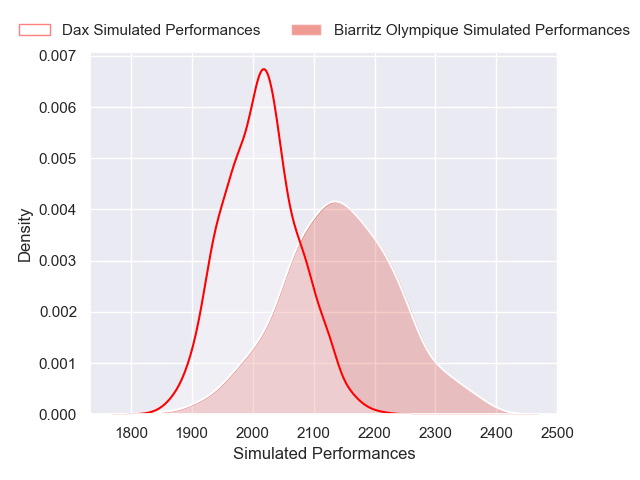 Dax Simulated Performances
Biarritz Olympique Simulated Performances
0.007
0.006
0.005
0.004
0.003
0.002
0.001
0.000
Density
1800 1900 2000 2100 2200 2300 2400 2500
Simulated Performances